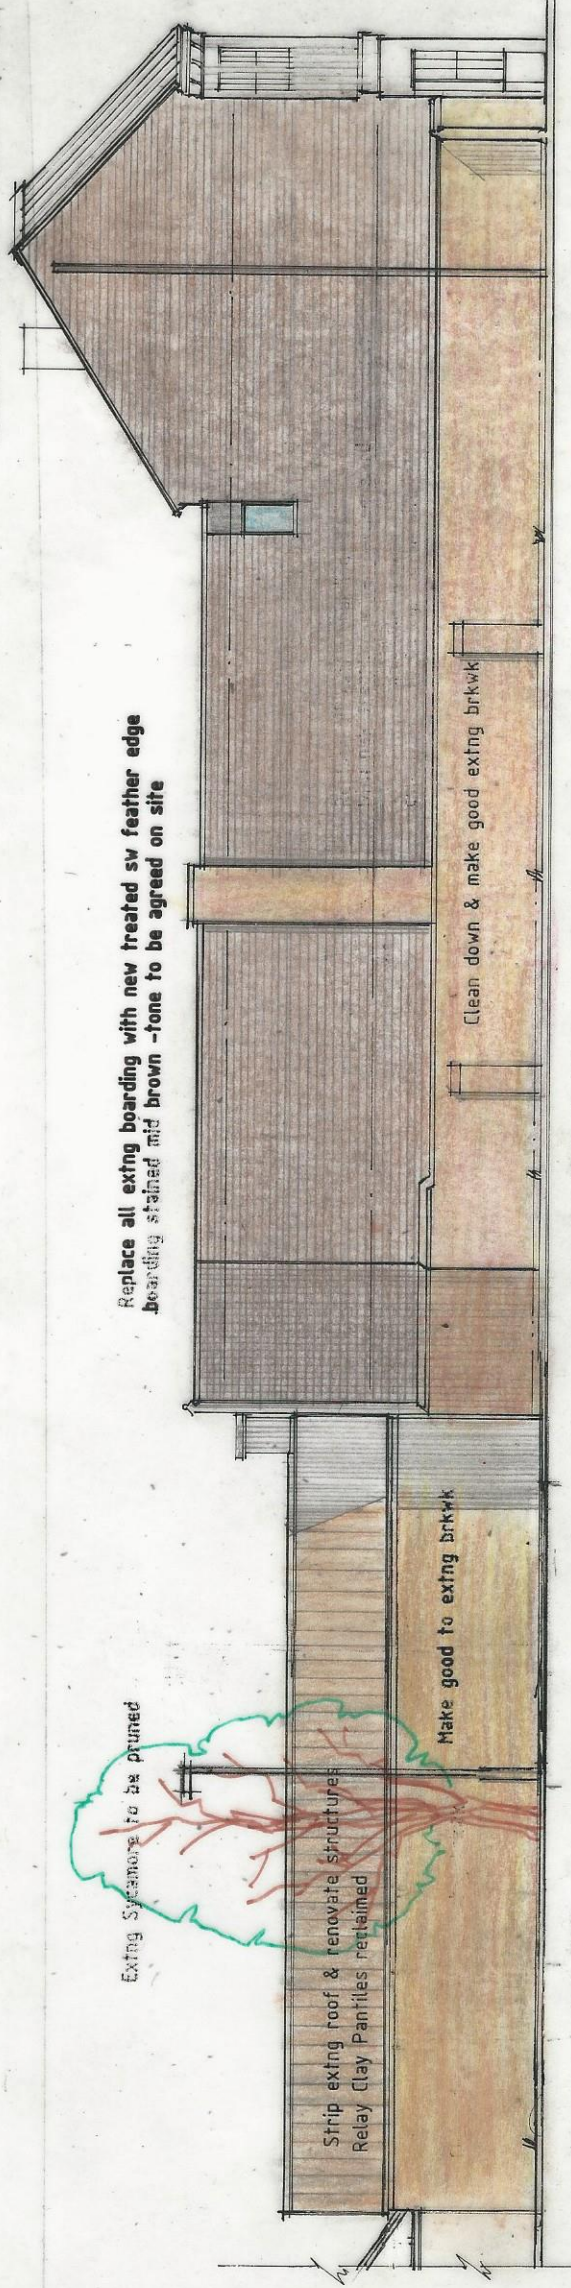 Extng Sycamore to be pruned
Strip extng roof & renovate structures
Relay Clay Pantiles reclaimed
Make good to extng brkwk
Replace all extng boarding with new treated sw feather edge
boarding stained mid brown -tone to be agreed on site
Clean down & make good extng brkwk